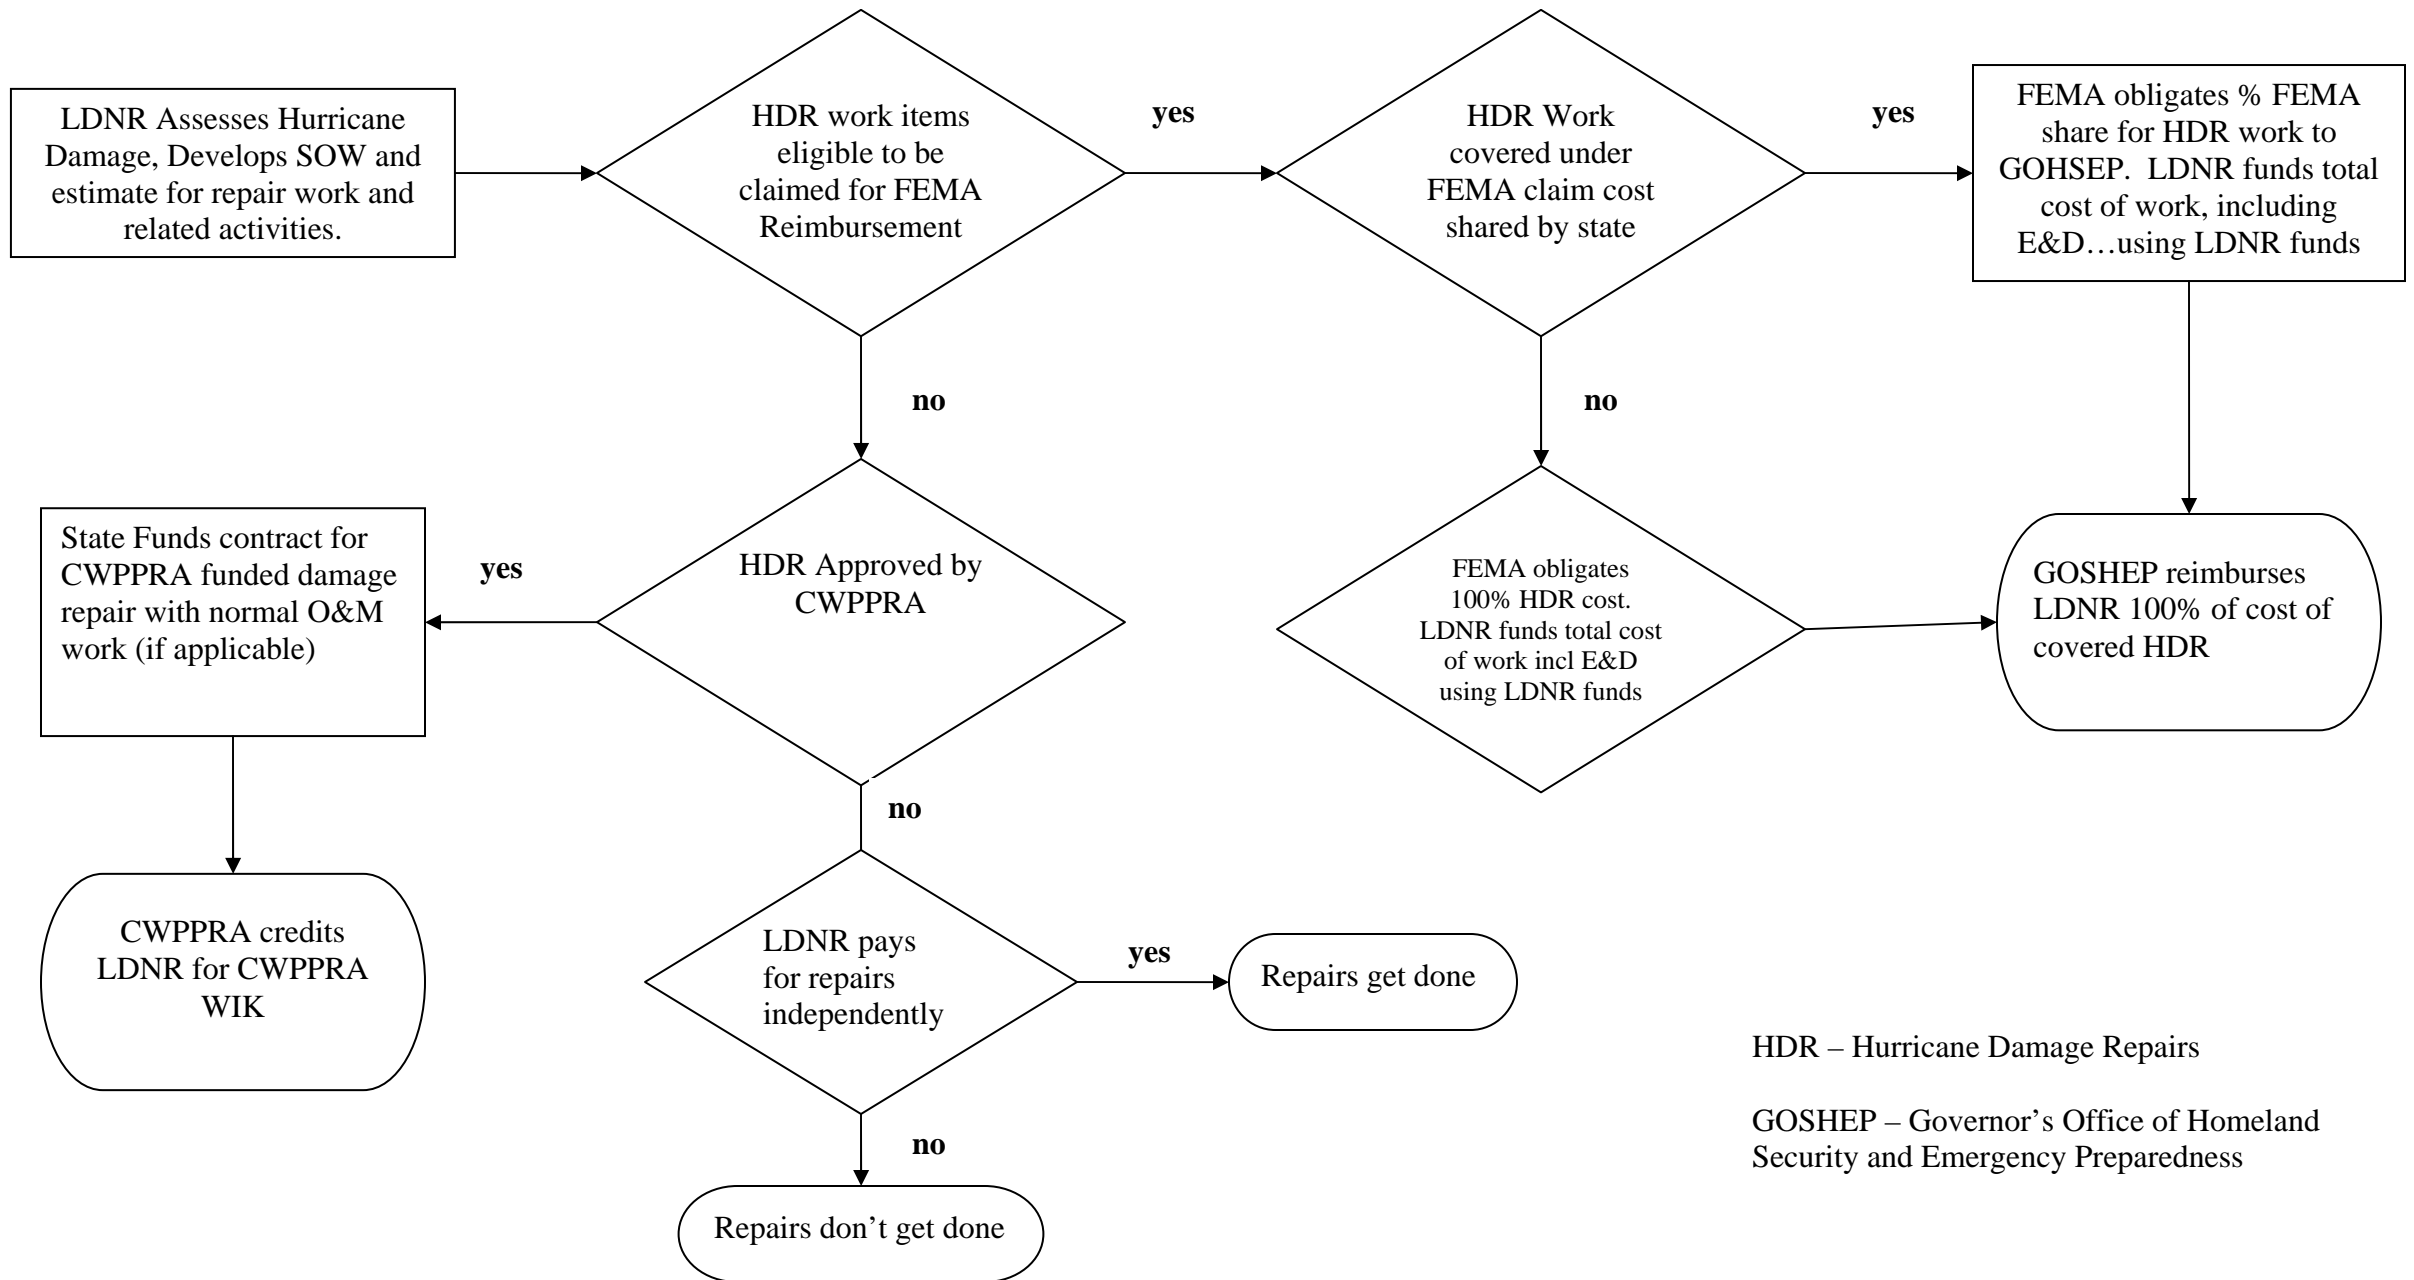 LDNR Assesses Hurricane
Damage, Develops SOW and
estimate for repair work and
related activities.
HDR work items
eligible to be
claimed for FEMA
Reimbursement
yes
HDR Work
covered under
FEMA claim cost
shared by state
yes
FEMA obligates % FEMA
share for HDR work to
GOHSEP.  LDNR funds total
cost of work, including
E&D…using LDNR funds
no
no
State Funds contract for
CWPPRA funded damage
repair with normal O&M
work (if applicable)
yes
HDR Approved by
CWPPRA
FEMA obligates
100% HDR cost.
LDNR funds total cost
of work incl E&D
using LDNR funds
GOSHEP reimburses
LDNR 100% of cost of
covered HDR
no
CWPPRA credits
LDNR for CWPPRA
WIK
LDNR pays
for repairs
independently
yes
Repairs get done
no
Repairs don’t get done
HDR – Hurricane Damage Repairs
GOSHEP – Governor’s Office of Homeland
Security and Emergency Preparedness